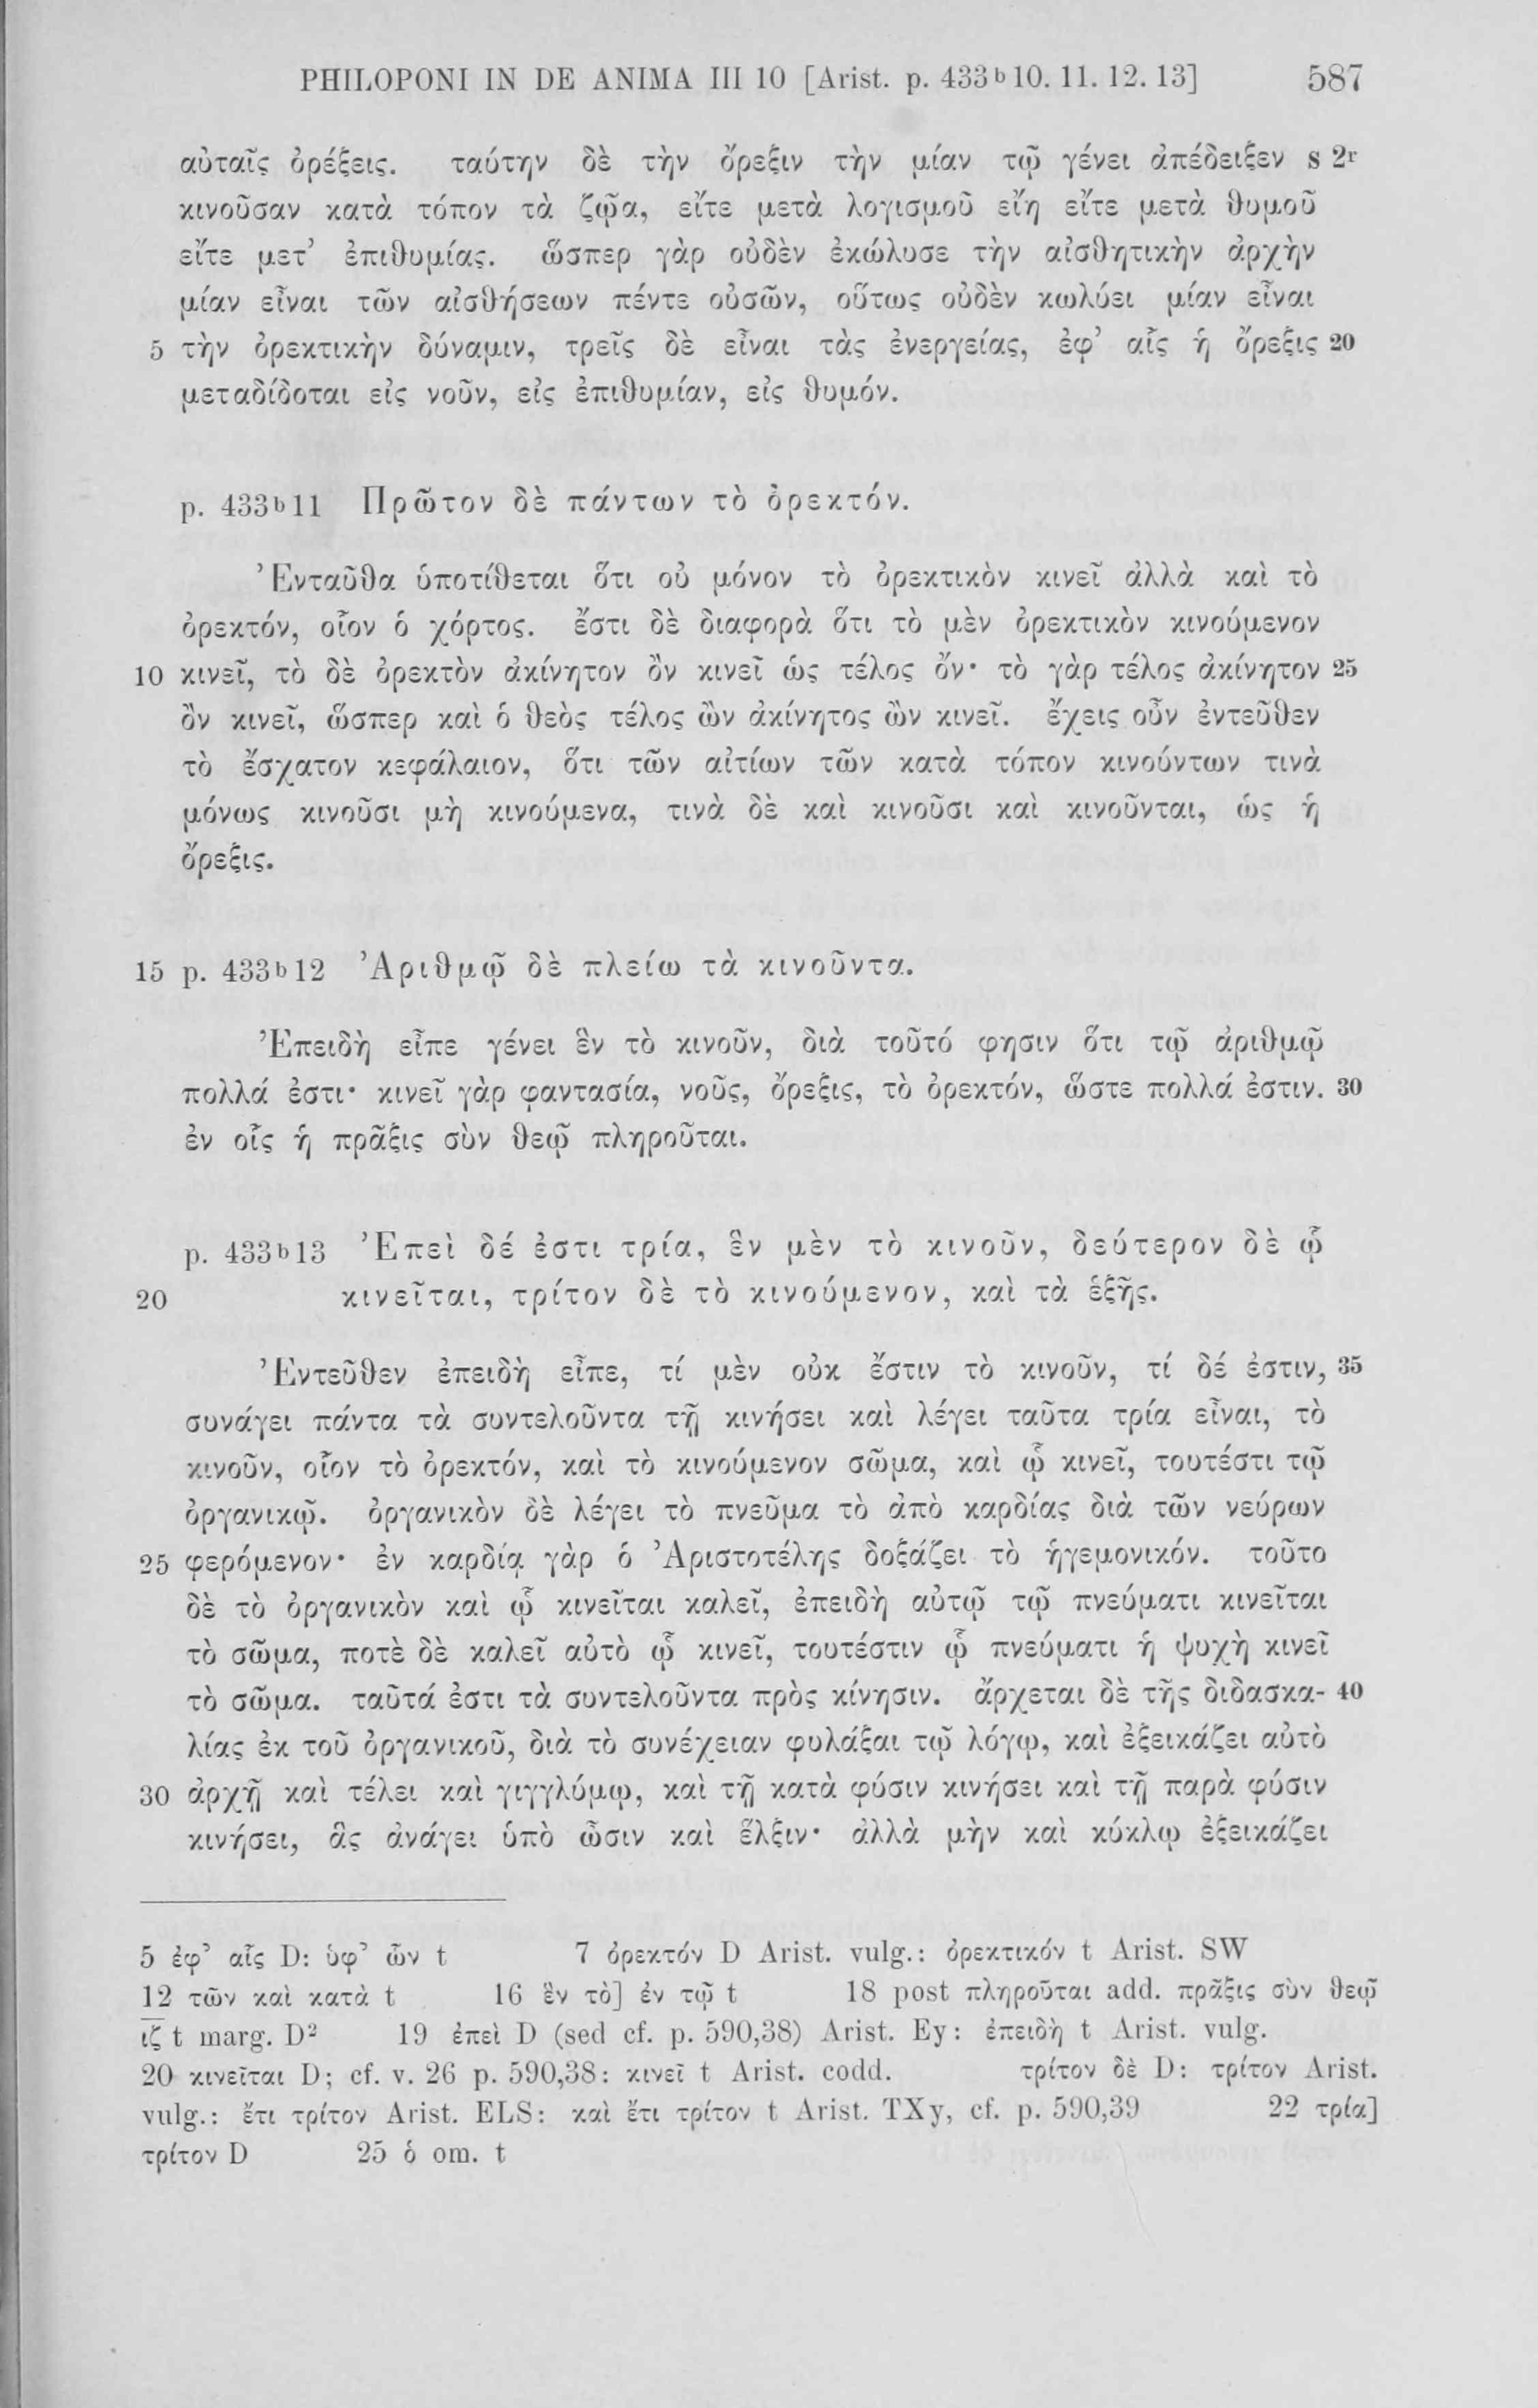 PHILOPONI IN DE ANIMA III 10 [Arist. p. 433ᵇ10. 11. 12. 13] 587
αὐταῖς ὀρέξεις. ταύτην δὲ τὴν ὄρεξιν τὴν μίαν τῷ γένει ἀπέδειξεν s 2ʳ
κινοῦσαν κατὰ τόπον τὰ ζῷα, εἴτε μετὰ λογισμοῦ εἴη εἴτε μετὰ θυμοῦ
εἴτε μετ’ ἐπιθυμίας. ὥσπερ γὰρ οὐδὲν ἐκώλυσε τὴν αἰσθητικὴν ἀρχὴν
μίαν εἶναι τῶν αἰσθήσεων πέντε οὐσῶν, οὕτως οὐδὲν κωλύει μίαν εἶναι
5 τὴν ὀρεκτικὴν δύναμιν, τρεῖς δὲ εἶναι τὰς ἐνεργείας, ἐφ’ αἷς ἡ ὄρεξις 20
μεταδίδοται εἰς νοῦν, εἰς ἐπιθυμίαν, εἰς θυμόν.
p. 433ᵇ11 Πρῶτον δὲ πάντων τὸ ὀρεκτόν.
Ἐνταῦθα ὑποτίθεται ὅτι οὐ μόνον τὸ ὀρεκτικὸν κινεῖ ἀλλὰ καὶ τὸ
ὀρεκτόν, οἷον ὁ χόρτος. ἔστι δὲ διαφορὰ ὅτι τὸ μὲν ὀρεκτικὸν κινούμενον
10 κινεῖ, τὸ δὲ ὀρεκτὸν ἀκίνητον ὂν κινεῖ ὡς τέλος ὄν· τὸ γὰρ τέλος ἀκίνητον 25
ὂν κινεῖ, ὥσπερ καὶ ὁ θεὸς τέλος ὢν ἀκίνητος ὢν κινεῖ. ἔχεις οὖν ἐντεῦθεν
τὸ ἔσχατον κεφάλαιον, ὅτι τῶν αἰτίων τῶν κατὰ τόπον κινούντων τινὰ
μόνως κινοῦσι μὴ κινούμενα, τινὰ δὲ καὶ κινοῦσι καὶ κινοῦνται, ὡς ἡ
ὄρεξις.
15 p. 433ᵇ12 Ἀριθμῷ δὲ πλείω τὰ κινοῦντα.
Ἐπειδὴ εἶπε γένει ἓν τὸ κινοῦν, διὰ τοῦτό φησιν ὅτι τῷ ἀριθμῷ
πολλά ἐστι· κινεῖ γὰρ φαντασία, νοῦς, ὄρεξις, τὸ ὀρεκτόν, ὥστε πολλά ἐστιν. 30
ἐν οἷς ἡ πρᾶξις σὺν θεῷ πληροῦται.
p. 433ᵇ13 Ἐπεὶ δέ ἐστι τρία, ἓν μὲν τὸ κινοῦν, δεύτερον δὲ ᾧ
20 κινεῖται, τρίτον δὲ τὸ κινούμενον, καὶ τὰ ἑξῆς.
Ἐντεῦθεν ἐπειδὴ εἶπε, τί μὲν οὐκ ἔστιν τὸ κινοῦν, τί δέ ἐστιν, 35
συνάγει πάντα τὰ συντελοῦντα τῇ κινήσει καὶ λέγει ταῦτα τρία εἶναι, τὸ
κινοῦν, οἷον τὸ ὀρεκτόν, καὶ τὸ κινούμενον σῶμα, καὶ ᾧ κινεῖ, τουτέστι τῷ
ὀργανικῷ. ὀργανικὸν δὲ λέγει τὸ πνεῦμα τὸ ἀπὸ καρδίας διὰ τῶν νεύρων
25 φερόμενον· ἐν καρδίᾳ γὰρ ὁ Ἀριστοτέλης δοξάζει τὸ ἡγεμονικόν. τοῦτο
δὲ τὸ ὀργανικὸν καὶ ᾧ κινεῖται καλεῖ, ἐπειδὴ αὐτῷ τῷ πνεύματι κινεῖται
τὸ σῶμα, ποτὲ δὲ καλεῖ αὐτὸ ᾧ κινεῖ, τουτέστιν ᾧ πνεύματι ἡ ψυχὴ κινεῖ
τὸ σῶμα. ταῦτά ἐστι τὰ συντελοῦντα πρὸς κίνησιν. ἄρχεται δὲ τῆς διδασκα- 40
λίας ἐκ τοῦ ὀργανικοῦ, διὰ τὸ συνέχειαν φυλάξαι τῷ λόγῳ, καὶ ἐξεικάζει αὐτὸ
30 ἀρχῇ καὶ τέλει καὶ γιγγλύμῳ, καὶ τῇ κατὰ φύσιν κινήσει καὶ τῇ παρὰ φύσιν
κινήσει, ἃς ἀνάγει ὑπὸ ὦσιν καὶ ἕλξιν· ἀλλὰ μὴν καὶ κύκλῳ ἐξεικάζει
5 ἐφ’ αἷς D: ὑφ’ ὧν t 7 ὀρεκτόν D Arist. vulg.: ὀρεκτικόν t Arist. SW
12 τῶν καὶ κατὰ t 16 ἓν τὸ] ἐν τῷ t 18 post πληροῦται add. πρᾶξις σὺν θεῷ
ι̅ζ̅ t marg. D² 19 ἐπεὶ D (sed cf. p. 590,38) Arist. Ey: ἐπειδὴ t Arist. vulg.
20 κινεῖται D; cf. v. 26 p. 590,38: κινεῖ t Arist. codd. τρίτον δὲ D: τρίτον Arist.
vulg.: ἔτι τρίτον Arist. ELS: καὶ ἔτι τρίτον t Arist. TXy, cf. p. 590,39 22 τρία]
τρίτον D 25 ὁ om. t